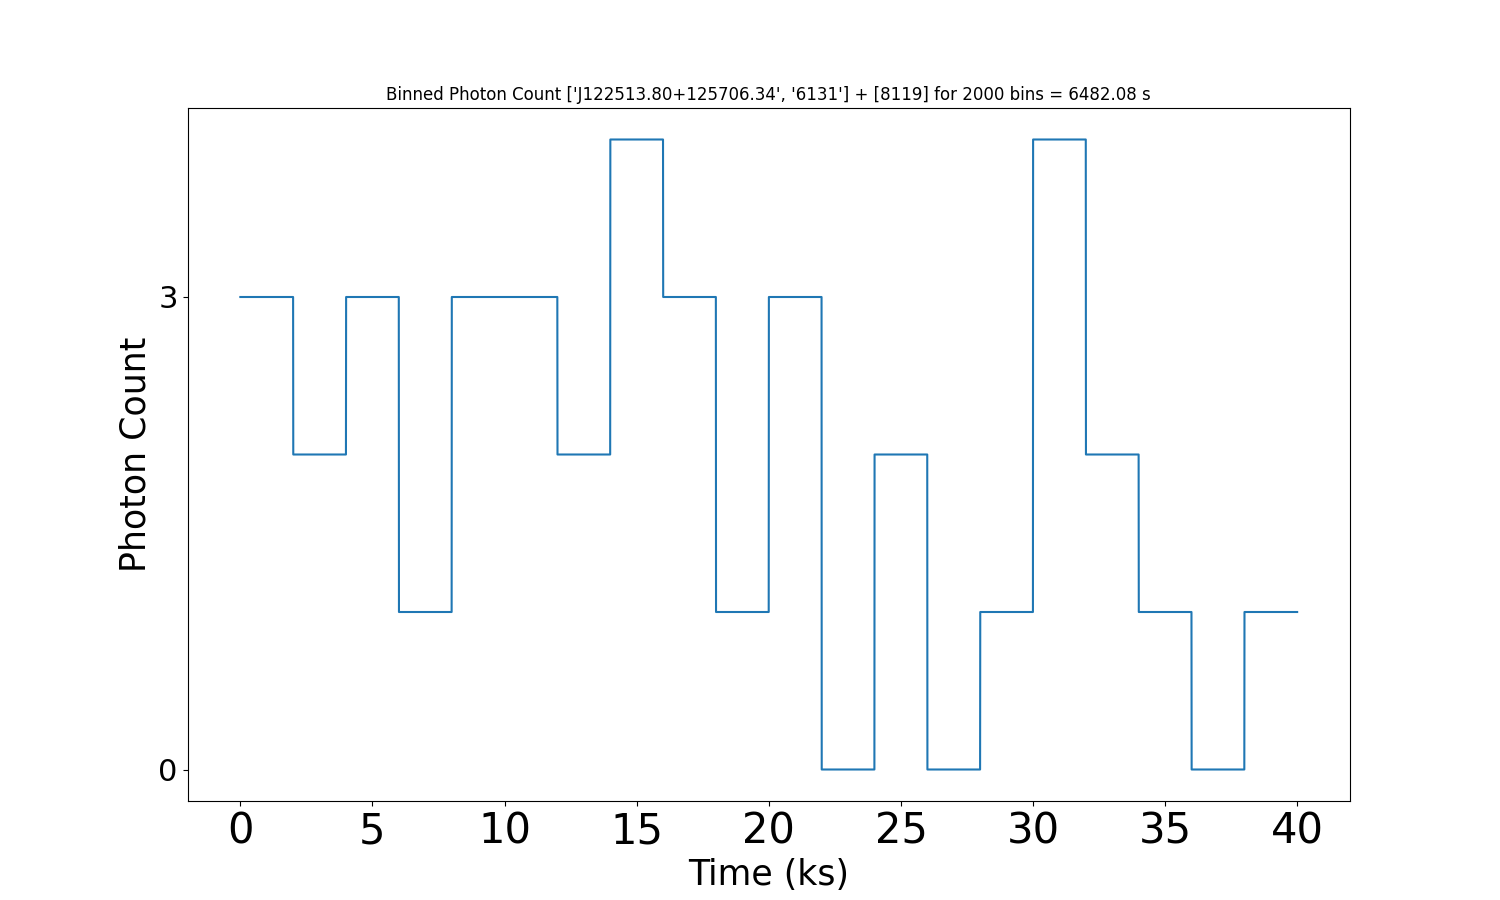 Binned Photon Count ['J122513.80+125706.34', '6131'] + [8119] for 2000 bins = 6482.08 s
Photon Count
3
0
0 5 10 15 20 25 30 35 40
Time (ks)